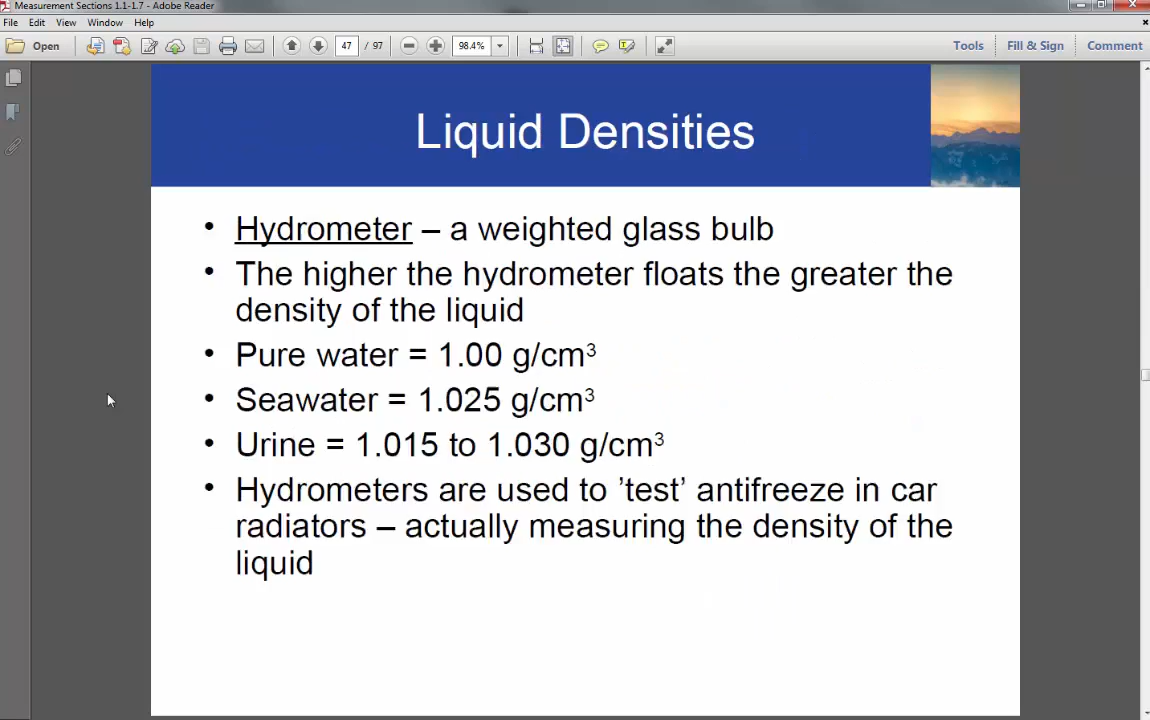 Measurement Sections 1.1-1.7 - Adobe Reader
File Edit View Window Help
Open 47 / 97 98.4% Tools Fill & Sign Comment
Liquid Densities
• Hydrometer – a weighted glass bulb
• The higher the hydrometer floats the greater the
density of the liquid
• Pure water = 1.00 g/cm³
• Seawater = 1.025 g/cm³
• Urine = 1.015 to 1.030 g/cm³
• Hydrometers are used to ’test’ antifreeze in car
radiators – actually measuring the density of the
liquid